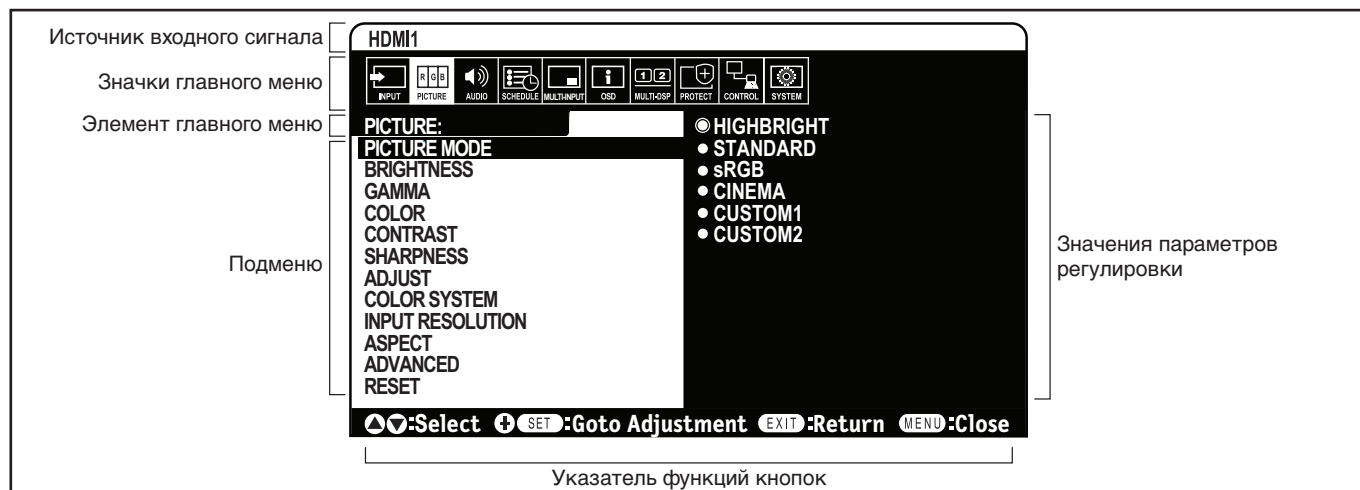 Источник входного сигнала
HDMI1
Значки главного меню
INPUT
PICTURE
AUDIO
SCHEDULE
MULTI-INPUT
OSD
MULTI-DSP
PROTECT
CONTROL
SYSTEM
R G B
1 2
Элемент главного меню
PICTURE:
Подменю
PICTURE MODE
BRIGHTNESS
GAMMA
COLOR
CONTRAST
SHARPNESS
ADJUST
COLOR SYSTEM
INPUT RESOLUTION
ASPECT
ADVANCED
RESET
HIGHBRIGHT
STANDARD
sRGB
CINEMA
CUSTOM1
CUSTOM2
Значения параметров
регулировки
:Select SET:Goto Adjustment EXIT:Return MENU:Close
Указатель функций кнопок